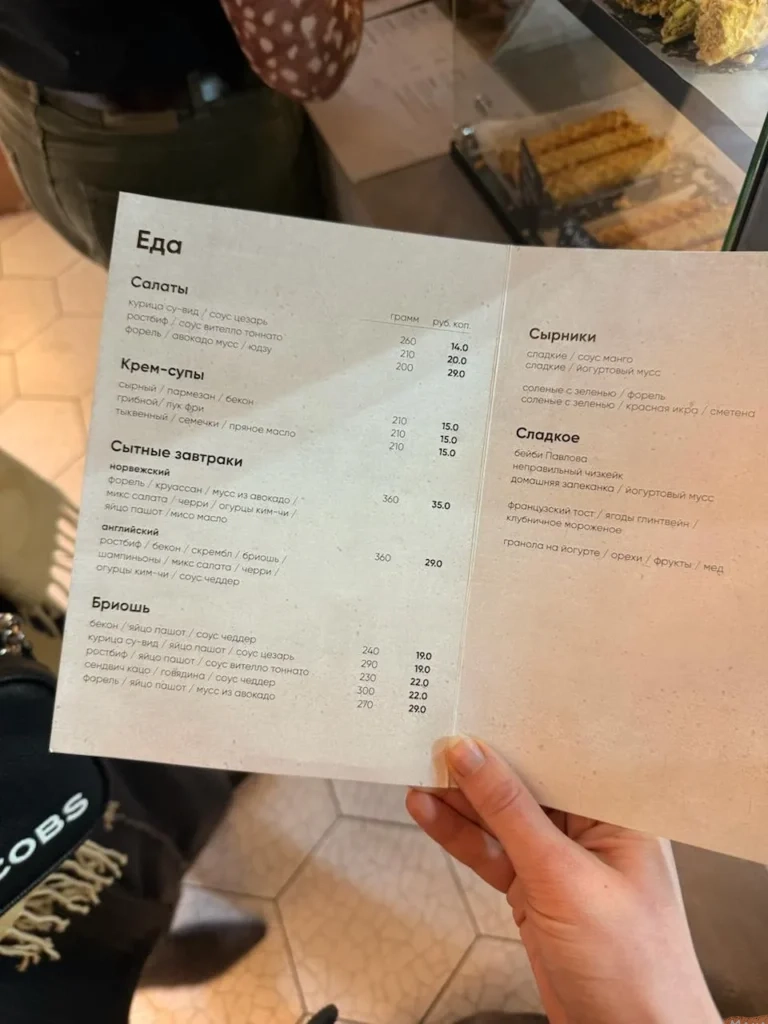 Еда
грамм руб. коп.
Салаты
курица су-вид / соус цезарь 260 14.0
ростбиф / соус вителло тоннато 210 20.0
форель / авокадо мусс / юдзу 200 29.0
Крем-супы
сырный / пармезан / бекон 210 15.0
грибной/ лук фри 210 15.0
тыквенный / семечки / пряное масло 210 15.0
Сытные завтраки
норвежский
форель / круассан / мусс из авокадо / 360 35.0
микс салата / черри / огурцы ким-чи /
яйцо пашот /мисо масло
английский
ростбиф / бекон / скрембл / бриошь / 360 29.0
шампиньоны / микс салата / черри /
огурцы ким-чи / соус чеддер
Бриошь
бекон / яйцо пашот / соус чеддер 240 19.0
курица су-вид / яйцо пашот / соус цезарь 290 19.0
ростбиф / яйцо пашот / соус вителло тоннато 230 22.0
сендвич кацо / говядина / соус чеддер 300 22.0
форель / яйцо пашот / мусс из авокадо 270 29.0
Сырники
сладкие / соус манго
сладкие / йогуртовый мусс
соленые с зеленью / форель
соленые с зеленью / красная икра / сметана
Сладкое
бейби Павлова
неправильный чизкейк
домашняя запеканка / йогуртовый мусс
французский тост / ягоды глинтвейн /
клубничное мороженое
гранола на йогурте / орехи / фрукты / мед
COBS